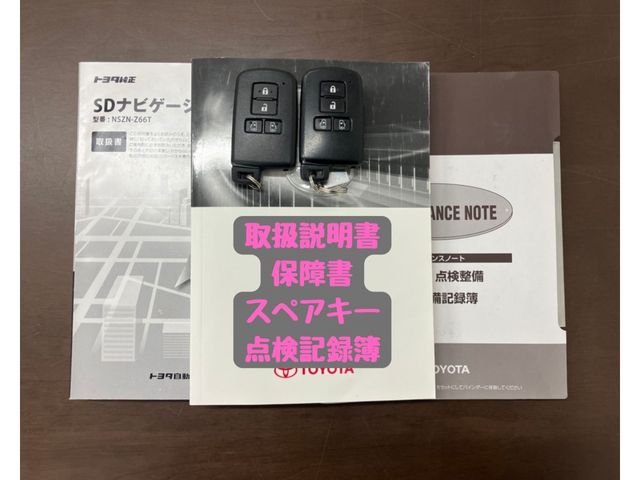 トヨタ純正
SDナビゲーシ
型番：NSZN-Z66T
取扱書
トヨタ自動
取扱説明書
保障書
スペアキー
点検記録簿
TOYOTA
ANCE NOTE
ンスノート
点検整備
備記録簿
OYOTA